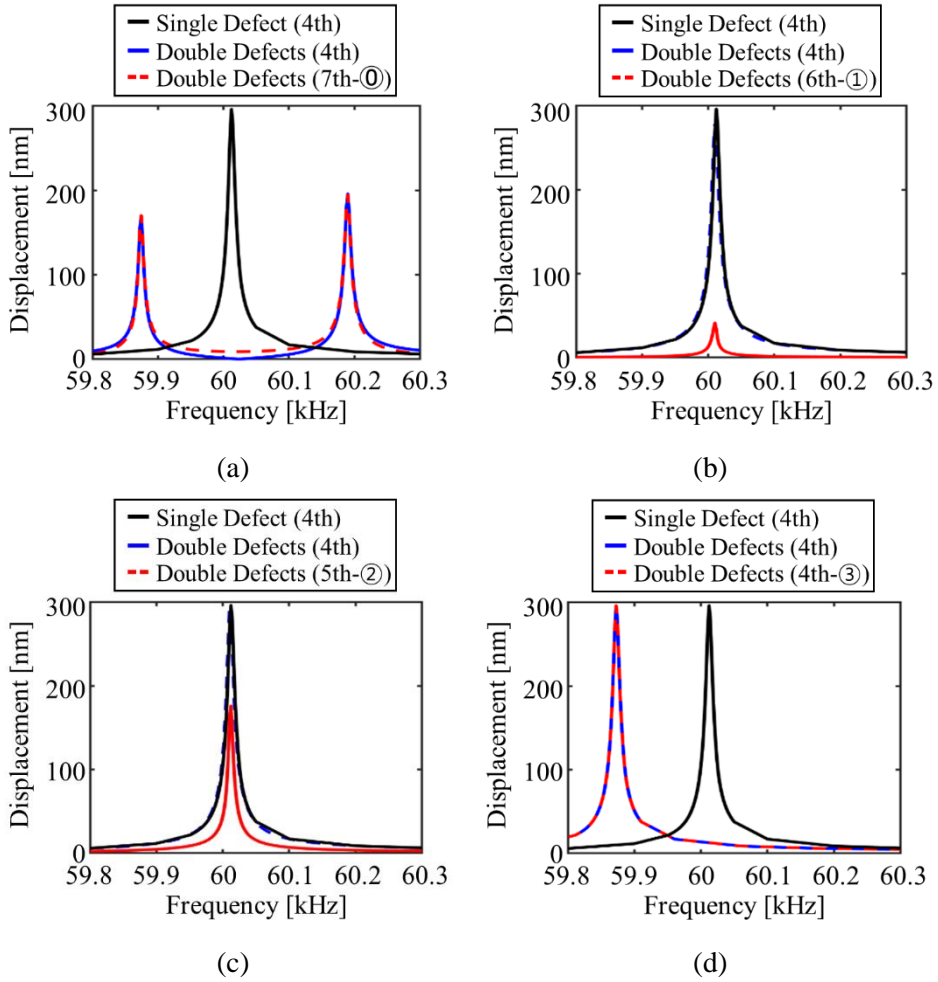 Single Defect (4th)
Double Defects (4th)
Double Defects (7th-⓪)
Displacement [nm]
300
200
100
0
59.8 59.9 60 60.1 60.2 60.3
Frequency [kHz]
(a)
Single Defect (4th)
Double Defects (4th)
Double Defects (6th-①)
Displacement [nm]
300
200
100
0
59.8 59.9 60 60.1 60.2 60.3
Frequency [kHz]
(b)
Single Defect (4th)
Double Defects (4th)
Double Defects (5th-②)
Displacement [nm]
300
200
100
0
59.8 59.9 60 60.1 60.2 60.3
Frequency [kHz]
(c)
Single Defect (4th)
Double Defects (4th)
Double Defects (4th-③)
Displacement [nm]
300
200
100
0
59.8 59.9 60 60.1 60.2 60.3
Frequency [kHz]
(d)